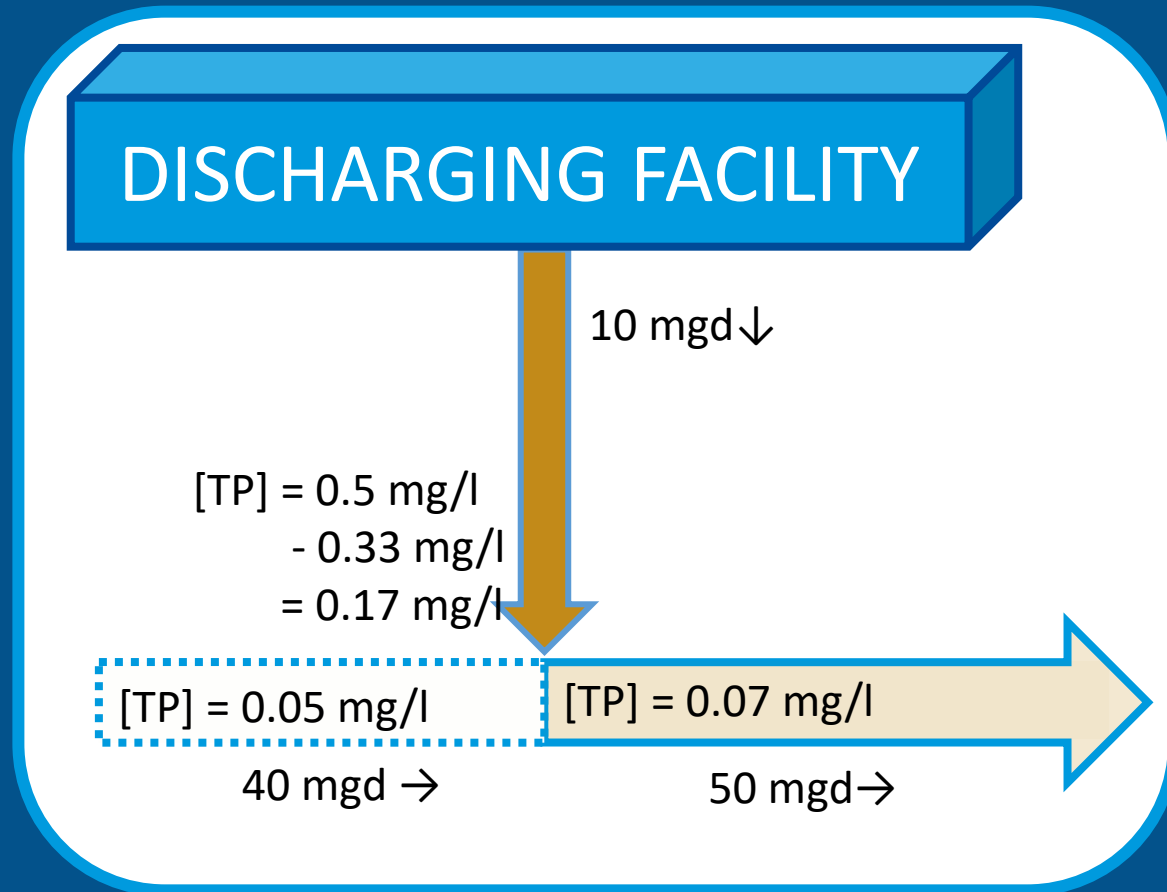 DISCHARGING FACILITY
10 mgd↓
[TP] = 0.5 mg/l
- 0.33 mg/l
= 0.17 mg/l
[TP] = 0.05 mg/l
[TP] = 0.07 mg/l
40 mgd →
50 mgd→